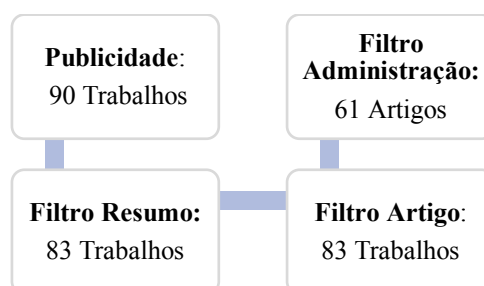 Publicidade:
90 Trabalhos
Filtro Resumo:
83 Trabalhos
Filtro Artigo:
83 Trabalhos
Filtro
Administração:
61 Artigos